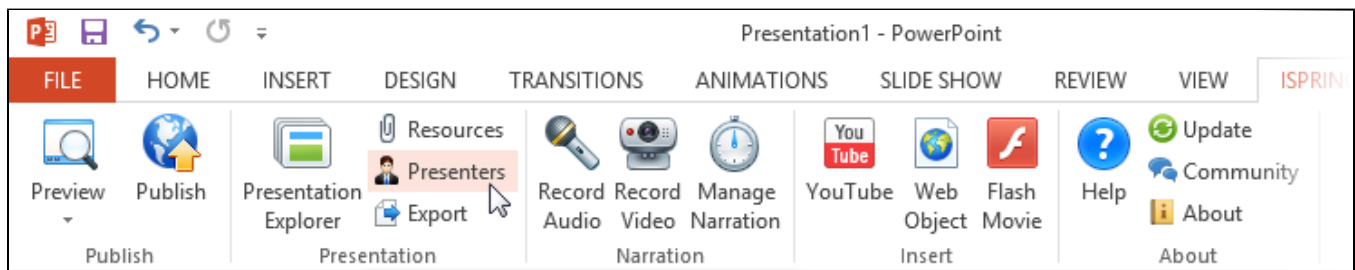 Presentation1 - PowerPoint
FILE HOME INSERT DESIGN TRANSITIONS ANIMATIONS SLIDE SHOW REVIEW VIEW ISPRIN
Preview
Publish
Publish
Presentation
Explorer
Resources
Presenters
Export
Presentation
Record
Audio
Record
Video
Manage
Narration
Narration
You
Tube
YouTube
Web
Object
Flash
Movie
Insert
?
Help
Update
Community
About
About